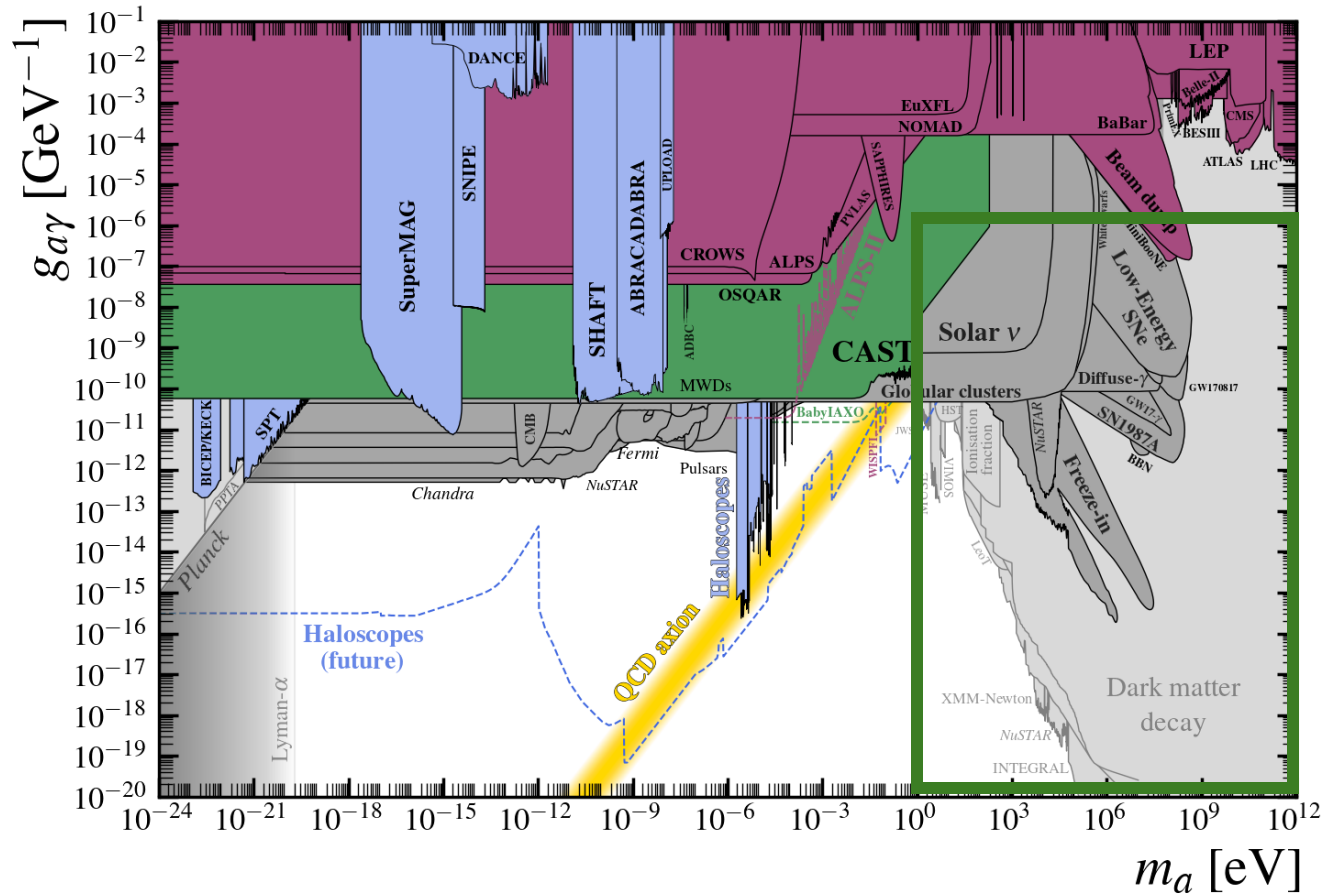 10⁻¹
10⁻²
10⁻³
10⁻⁴
10⁻⁵
10⁻⁶
10⁻⁷
10⁻⁸
10⁻⁹
10⁻¹⁰
10⁻¹¹
10⁻¹²
10⁻¹³
10⁻¹⁴
10⁻¹⁵
10⁻¹⁶
10⁻¹⁷
10⁻¹⁸
10⁻¹⁹
10⁻²⁰
g_{aγ} [GeV⁻¹]
DANCE
LEP
Belle-II
EuXFL
NOMAD
BaBar
CMS
BESIII
ATLAS
LHC
SNIPE
UPLOAD
SAPPHIRES
SuperMAG
ABRACADABRA
SHAFT
PVLAS
Beam dump
CROWS
ALPS
OSQAR
ALPS-II
ADBC
CAST
Solar ν
Low-Energy
SNe
MWDs
Globular clusters
Diffuse-γ
GW170817
BabyIAXO
HST
BICEP/KECK
SPT
CMB
Fermi
NuSTAR
Pulsars
Chandra
WISPFI
VIMOS
Ionisation
fraction
NuSTAR
SN1987A
BBN
PPTA
Planck
Haloscopes
LeoT
Freeze-in
Haloscopes
(future)
QCD axion
Lyman-α
XMM-Newton
NuSTAR
INTEGRAL
Dark matter
decay
10⁻²⁴
10⁻²¹
10⁻¹⁸
10⁻¹⁵
10⁻¹²
10⁻⁹
10⁻⁶
10⁻³
10⁰
10³
10⁶
10⁹
10¹²
m_a [eV]